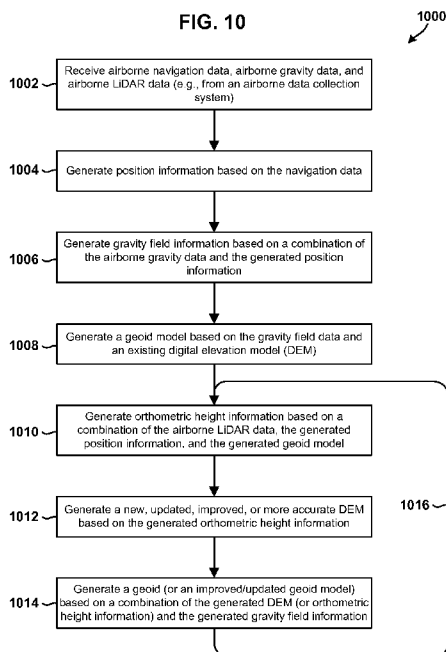 FIG. 10
1000
1002
Receive airborne navigation data, airborne gravity data, and
airborne LiDAR data (e.g., from an airborne data collection
system)
1004
Generate position information based on the navigation data
1006
Generate gravity field information based on a combination of
the airborne gravity data and the generated position
information
1008
Generate a geoid model based on the gravity field data and
an existing digital elevation model (DEM)
1010
Generate orthometric height information based on a
combination of the airborne LiDAR data, the generated
position information, and the generated geoid model
1012
Generate a new, updated, improved, or more accurate DEM
based on the generated orthometric height information
1016
1014
Generate a geoid (or an improved/updated geoid model)
based on a combination of the generated DEM (or orthometric
height information) and the generated gravity field information